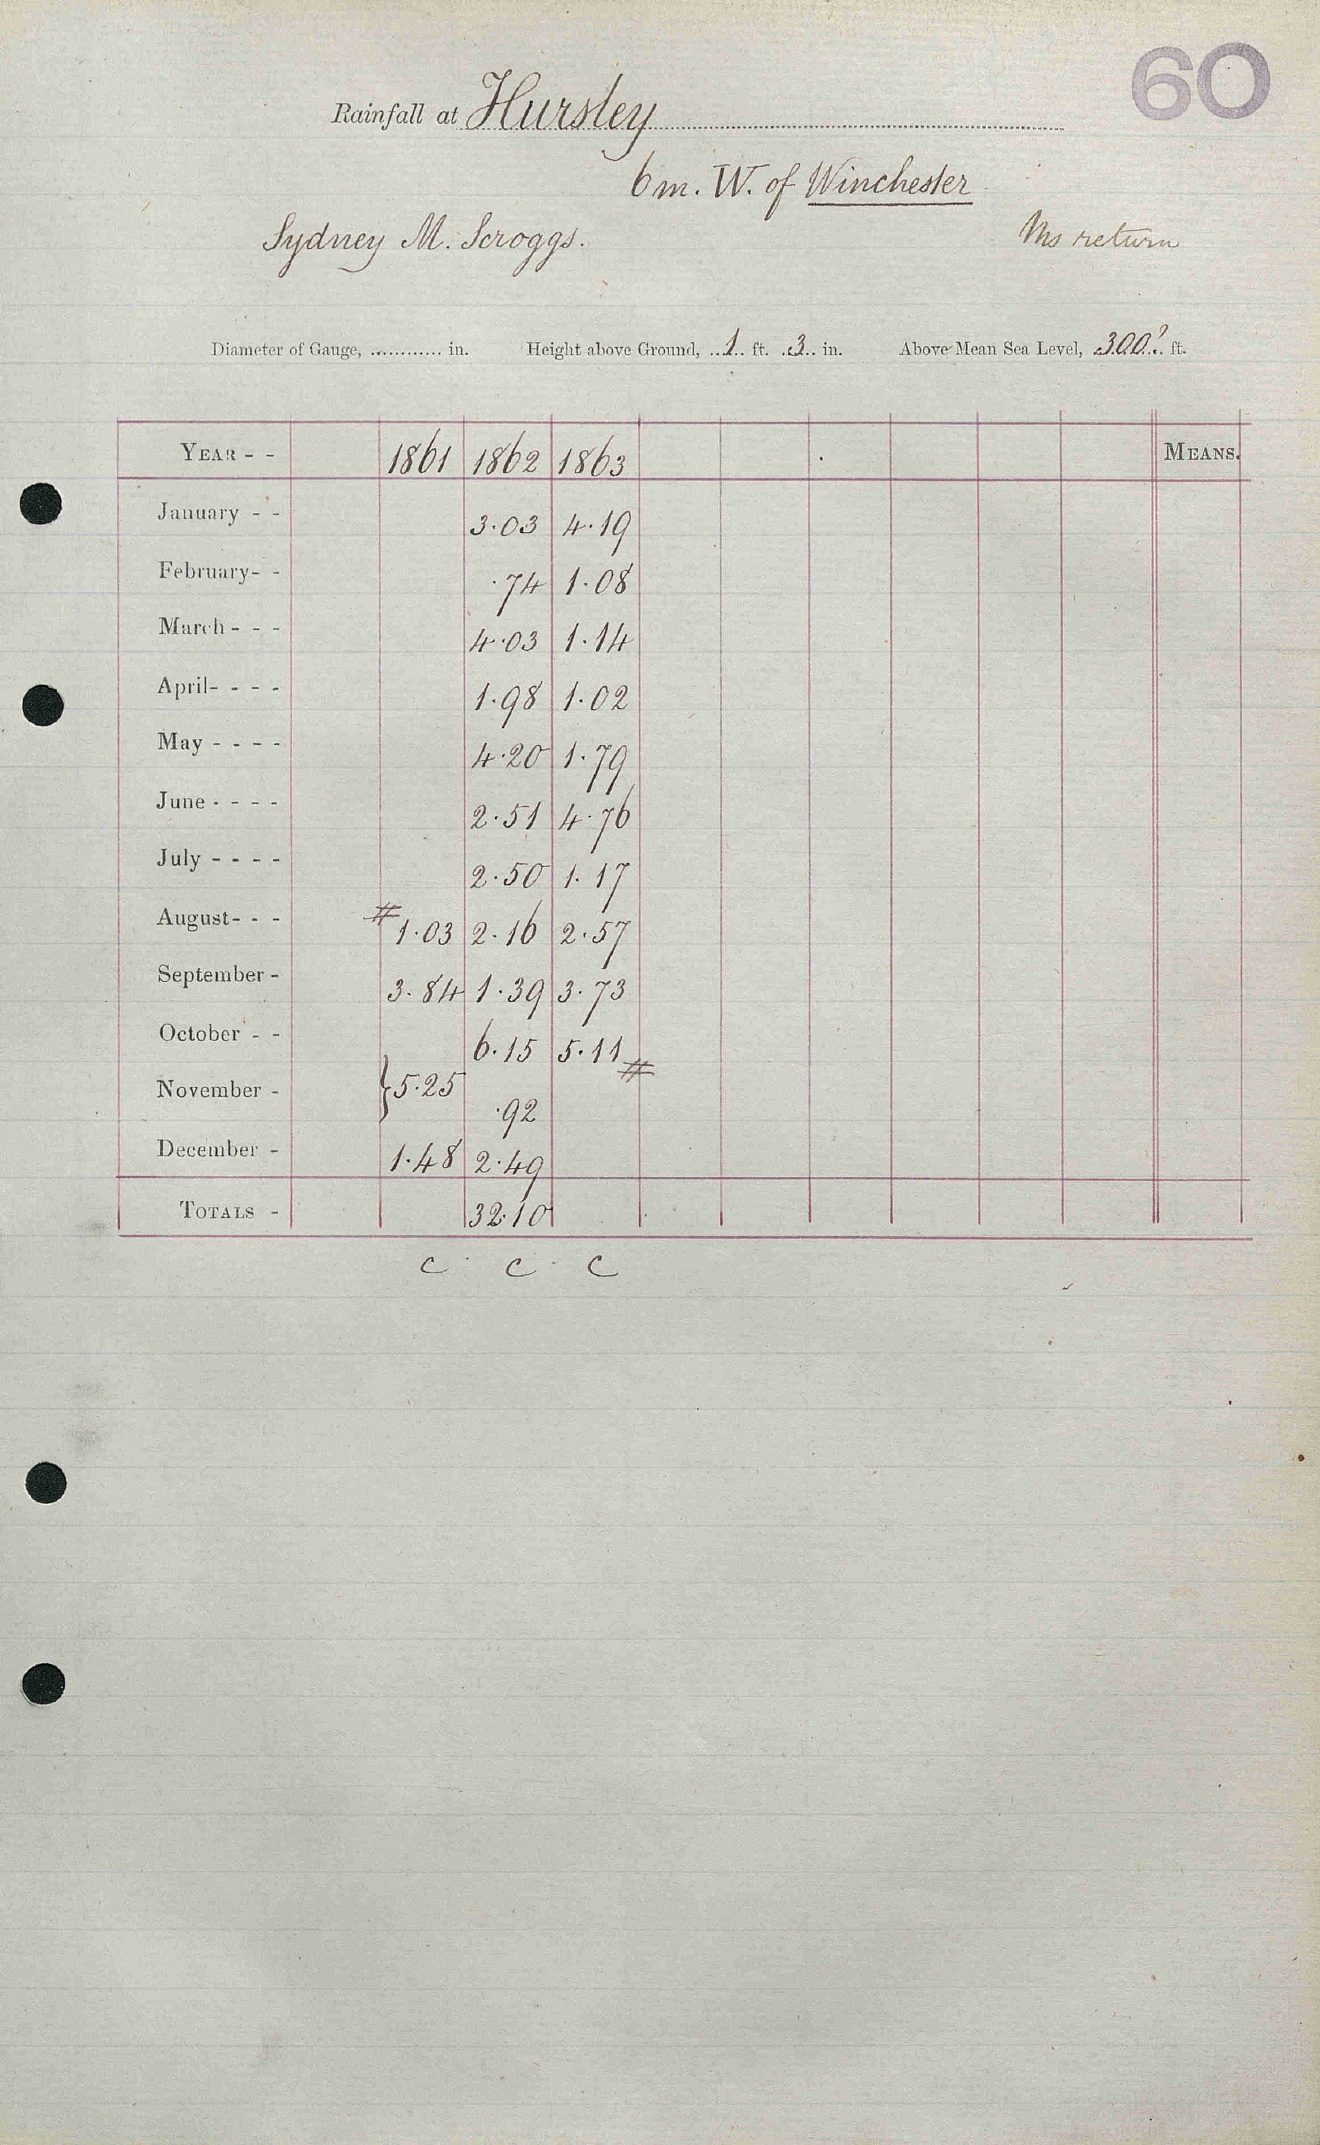 60
Rainfall at Hursley
6 m. W. of Winchester
Sydney M. Scroggs. Ms return
Diameter of Gauge, ............ in. Height above Ground, ..1.. ft. ..3.. in. Above Mean Sea Level, 300? ft.
YEAR - - 1861 1862 1863 MEANS.
January - - 3.03 4.19
February- - .74 1.08
March - - - 4.03 1.14
April- - - - 1.98 1.02
May - - - - 4.20 1.79
June - - - - 2.51 4.76
July - - - - 2.50 1.17
August- - - # 1.03 2.16 2.57
September - 3.84 1.39 3.73
October - - 6.15 5.11 #
November - } 5.25 .92
December - 1.48 2.49
TOTALS - 32.10
c c c